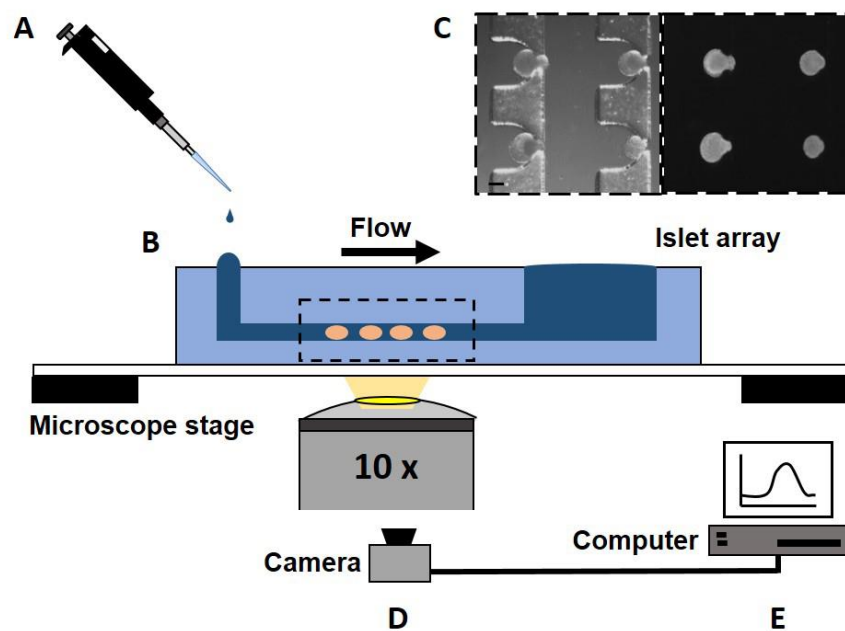 A
C
B
Flow
Islet array
Microscope stage
10 x
Camera
Computer
D
E